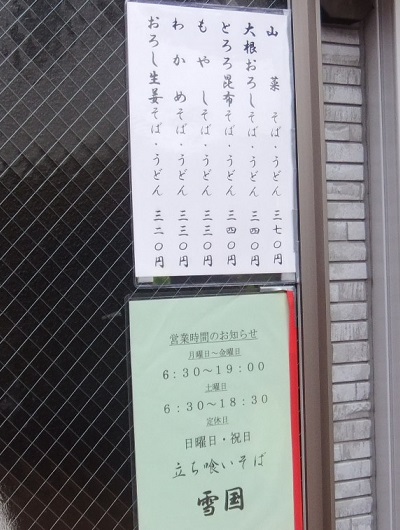 山菜そば・うどん 三七〇円
大根おろしそば・うどん 三四〇円
とろろ昆布そば・うどん 三四〇円
もやしそば・うどん 三三〇円
わかめそば・うどん 三三〇円
おろし生姜そば・うどん 三二〇円
営業時間のお知らせ
月曜日～金曜日
6:30～19:00
土曜日
6:30～18:30
定休日
日曜日・祝日
立ち喰いそば
雪国